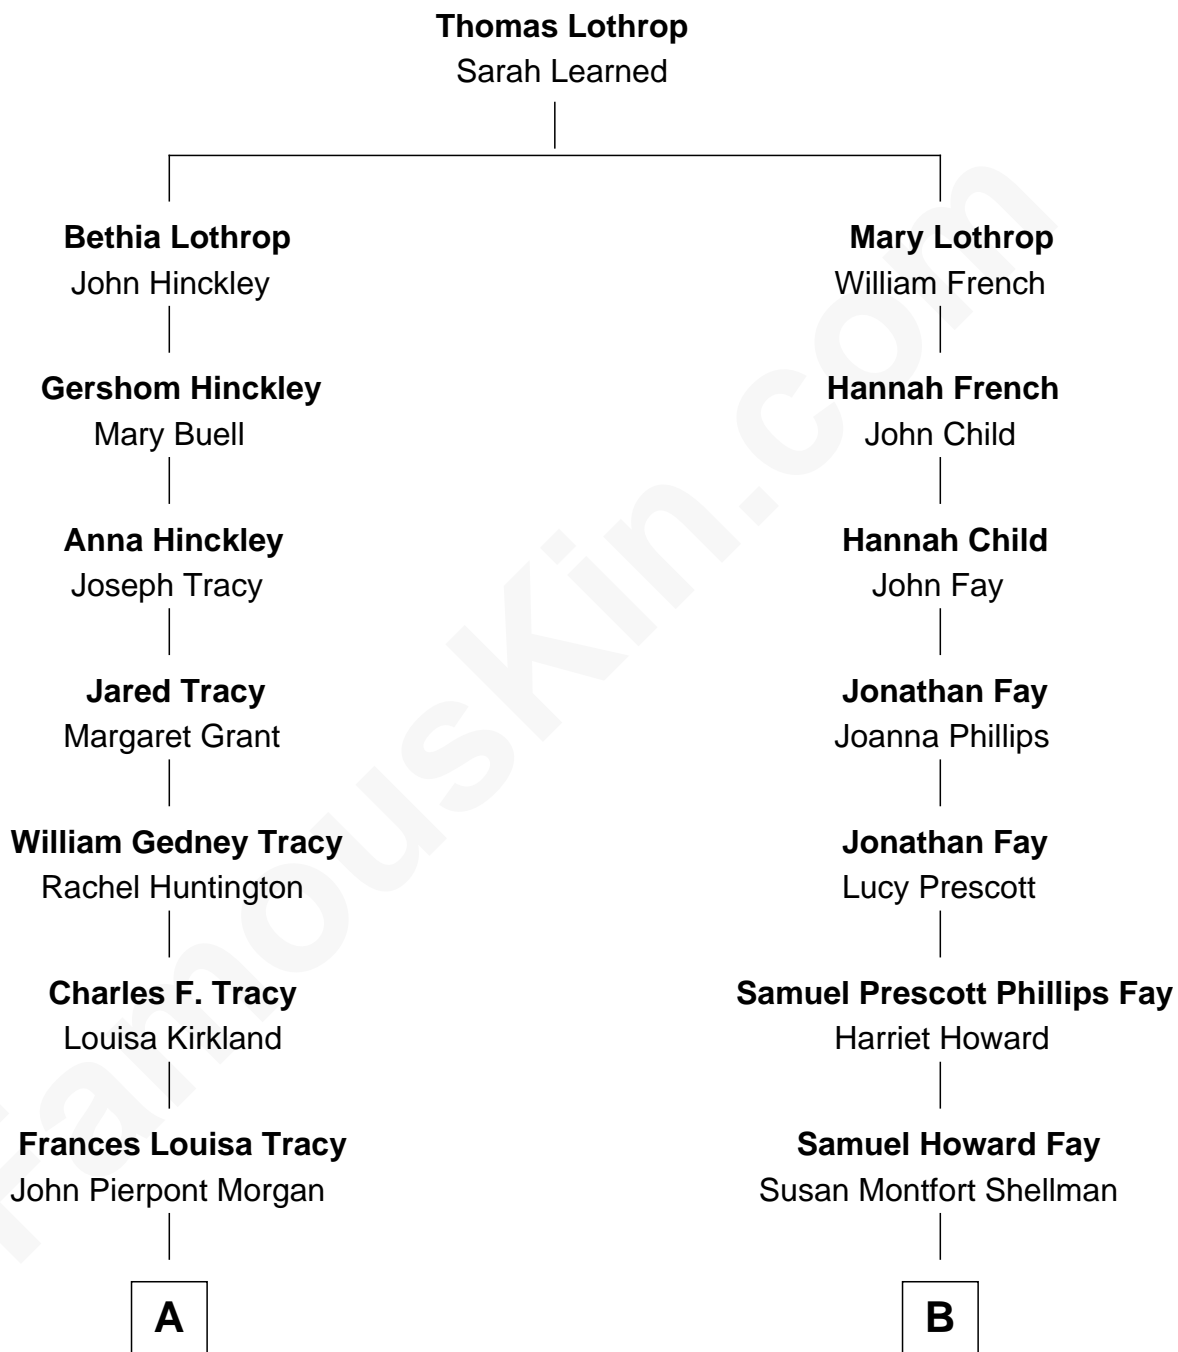 Thomas Lothrop
Sarah Learned
Bethia Lothrop
John Hinckley
Mary Lothrop
William French
Gershom Hinckley
Mary Buell
Hannah French
John Child
Anna Hinckley
Joseph Tracy
Hannah Child
John Fay
Jared Tracy
Margaret Grant
Jonathan Fay
Joanna Phillips
William Gedney Tracy
Rachel Huntington
Jonathan Fay
Lucy Prescott
Charles F. Tracy
Louisa Kirkland
Samuel Prescott Phillips Fay
Harriet Howard
Frances Louisa Tracy
John Pierpont Morgan
Samuel Howard Fay
Susan Montfort Shellman
A
B
FamousKin.com